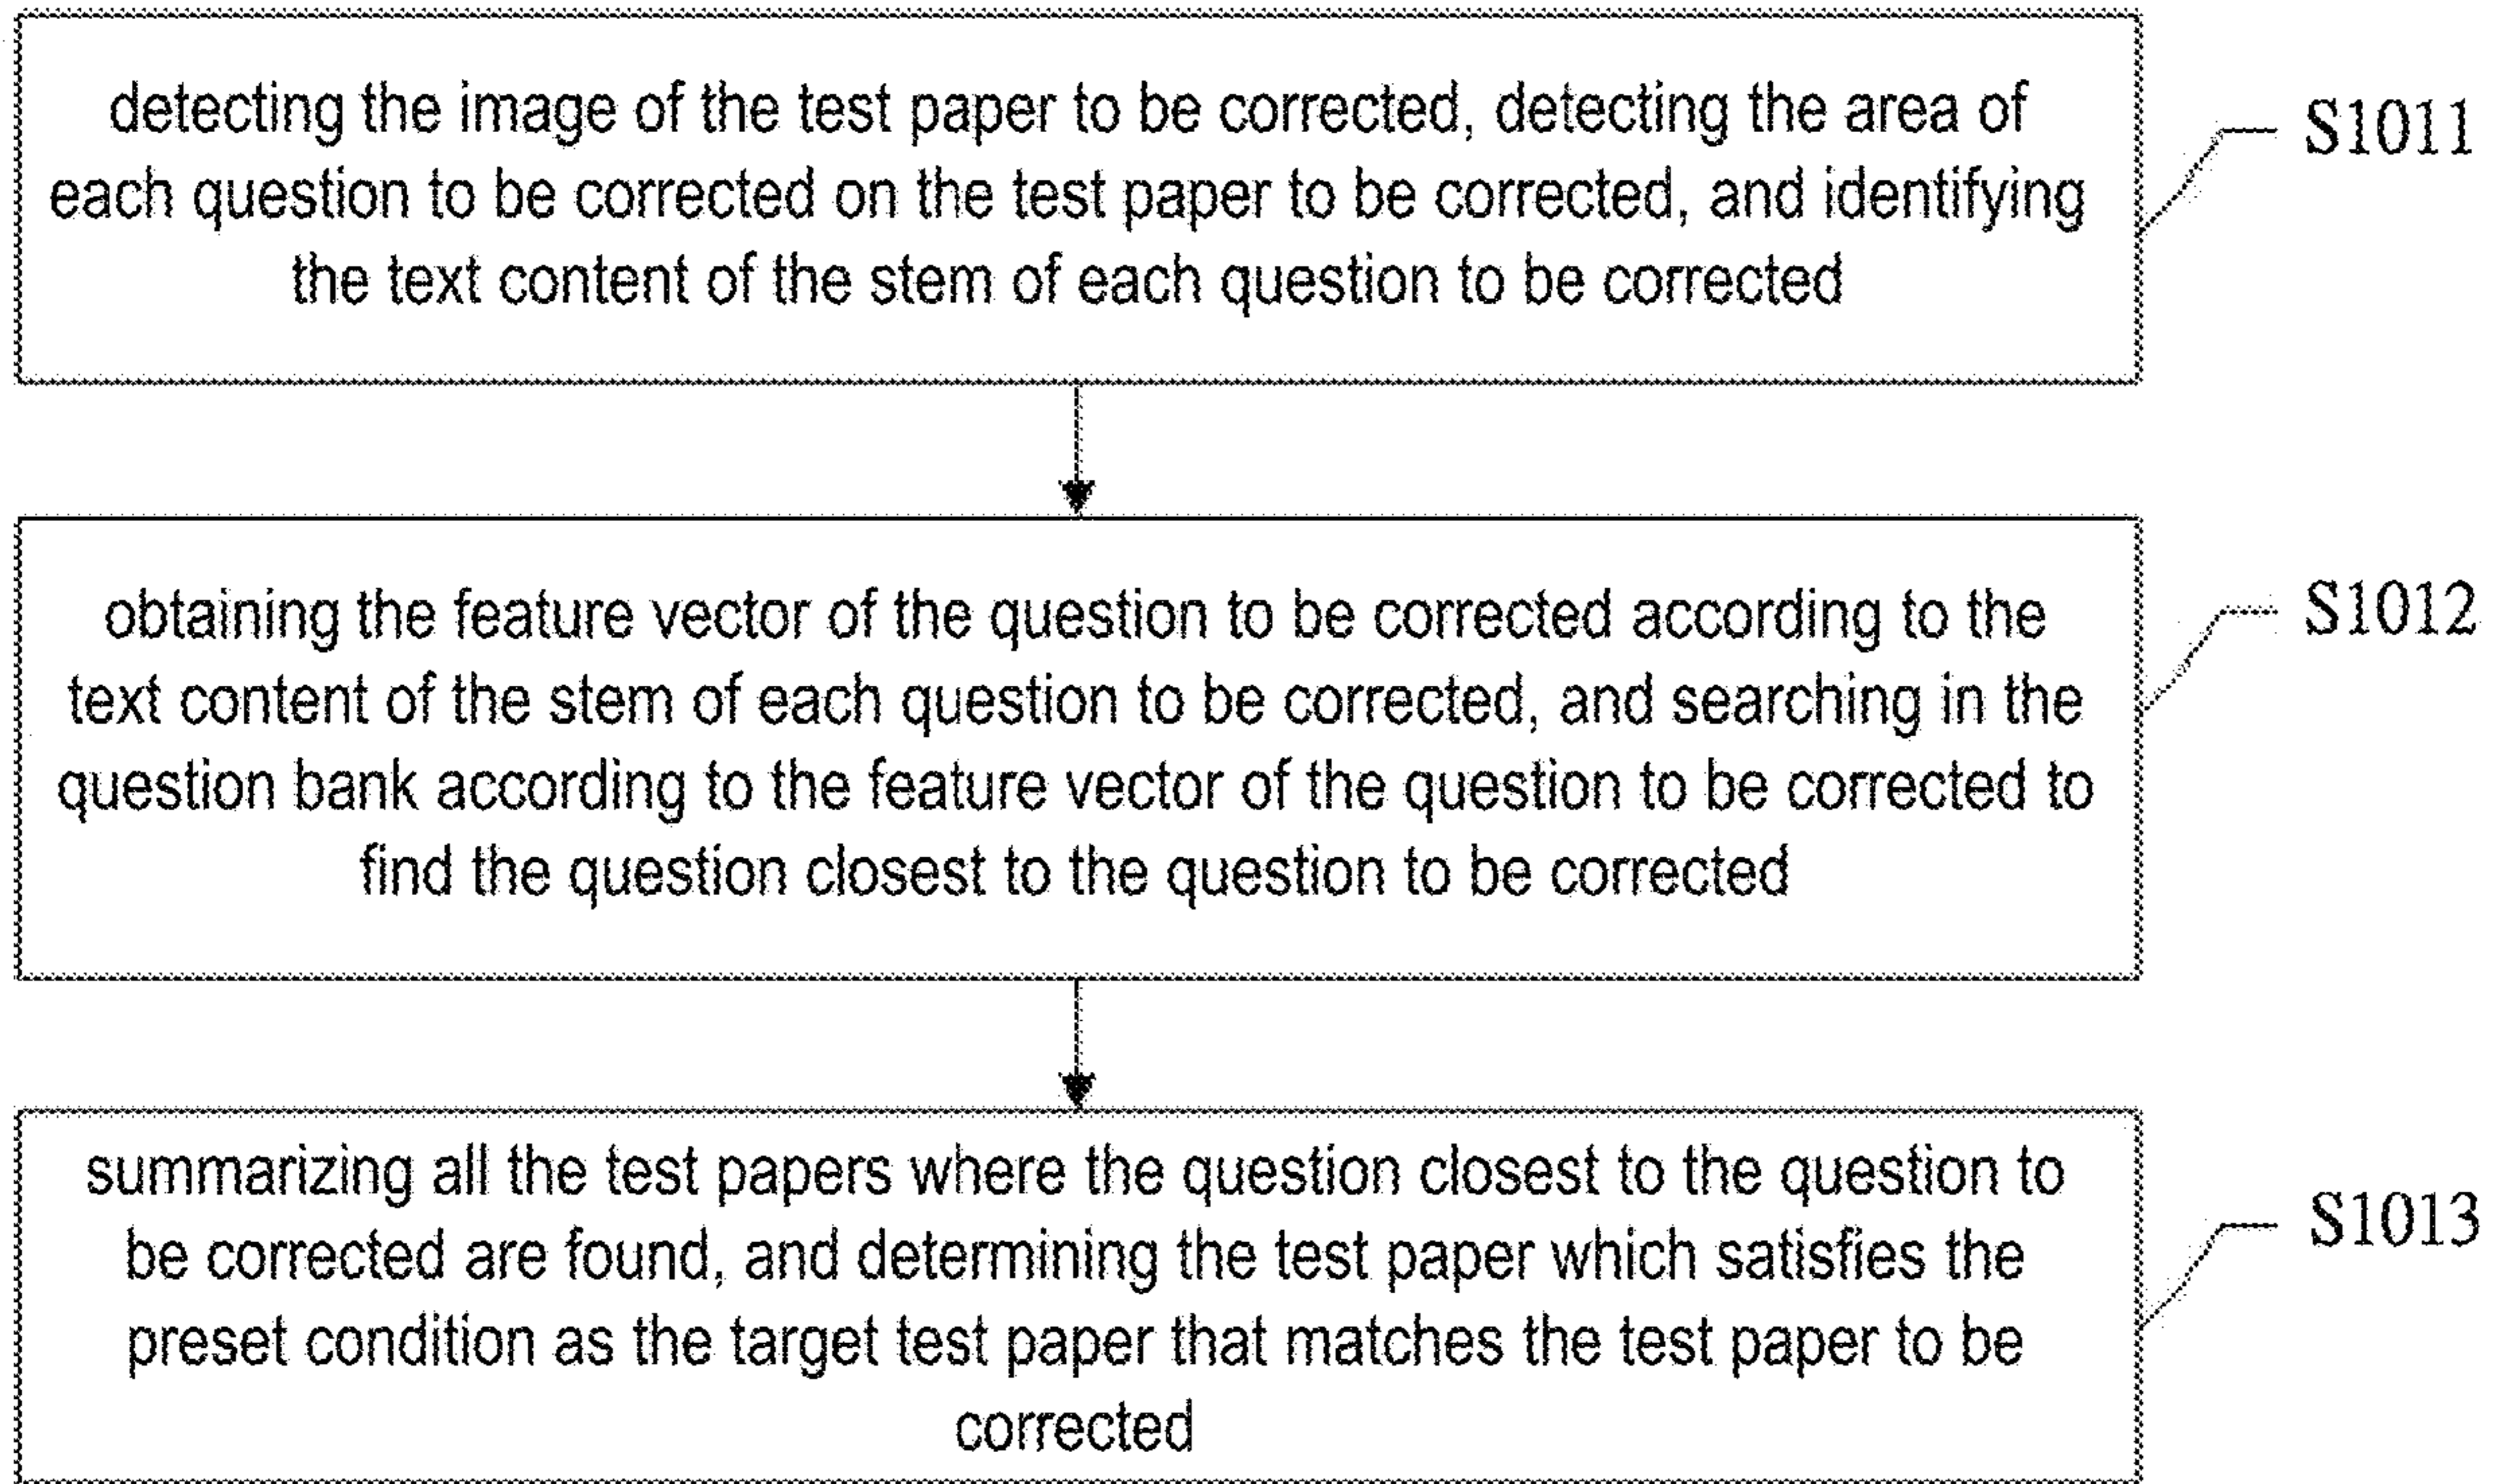 detecting the image of the test paper to be corrected, detecting the area of
each question to be corrected on the test paper to be corrected, and identifying
the text content of the stem of each question to be corrected
S1011
obtaining the feature vector of the question to be corrected according to the
text content of the stem of each question to be corrected, and searching in the
question bank according to the feature vector of the question to be corrected to
find the question closest to the question to be corrected
S1012
summarizing all the test papers where the question closest to the question to
be corrected are found, and determining the test paper which satisfies the
preset condition as the target test paper that matches the test paper to be
corrected
S1013